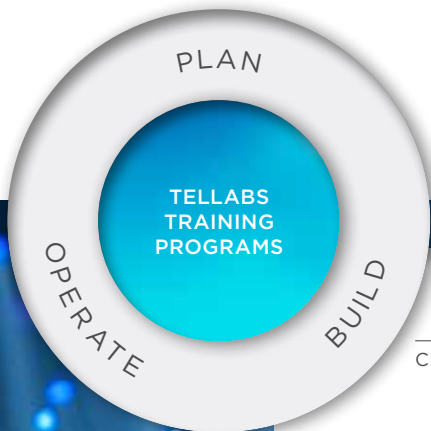 PLAN
TELLABS
TRAINING
PROGRAMS
OPERATE
BUILD
C